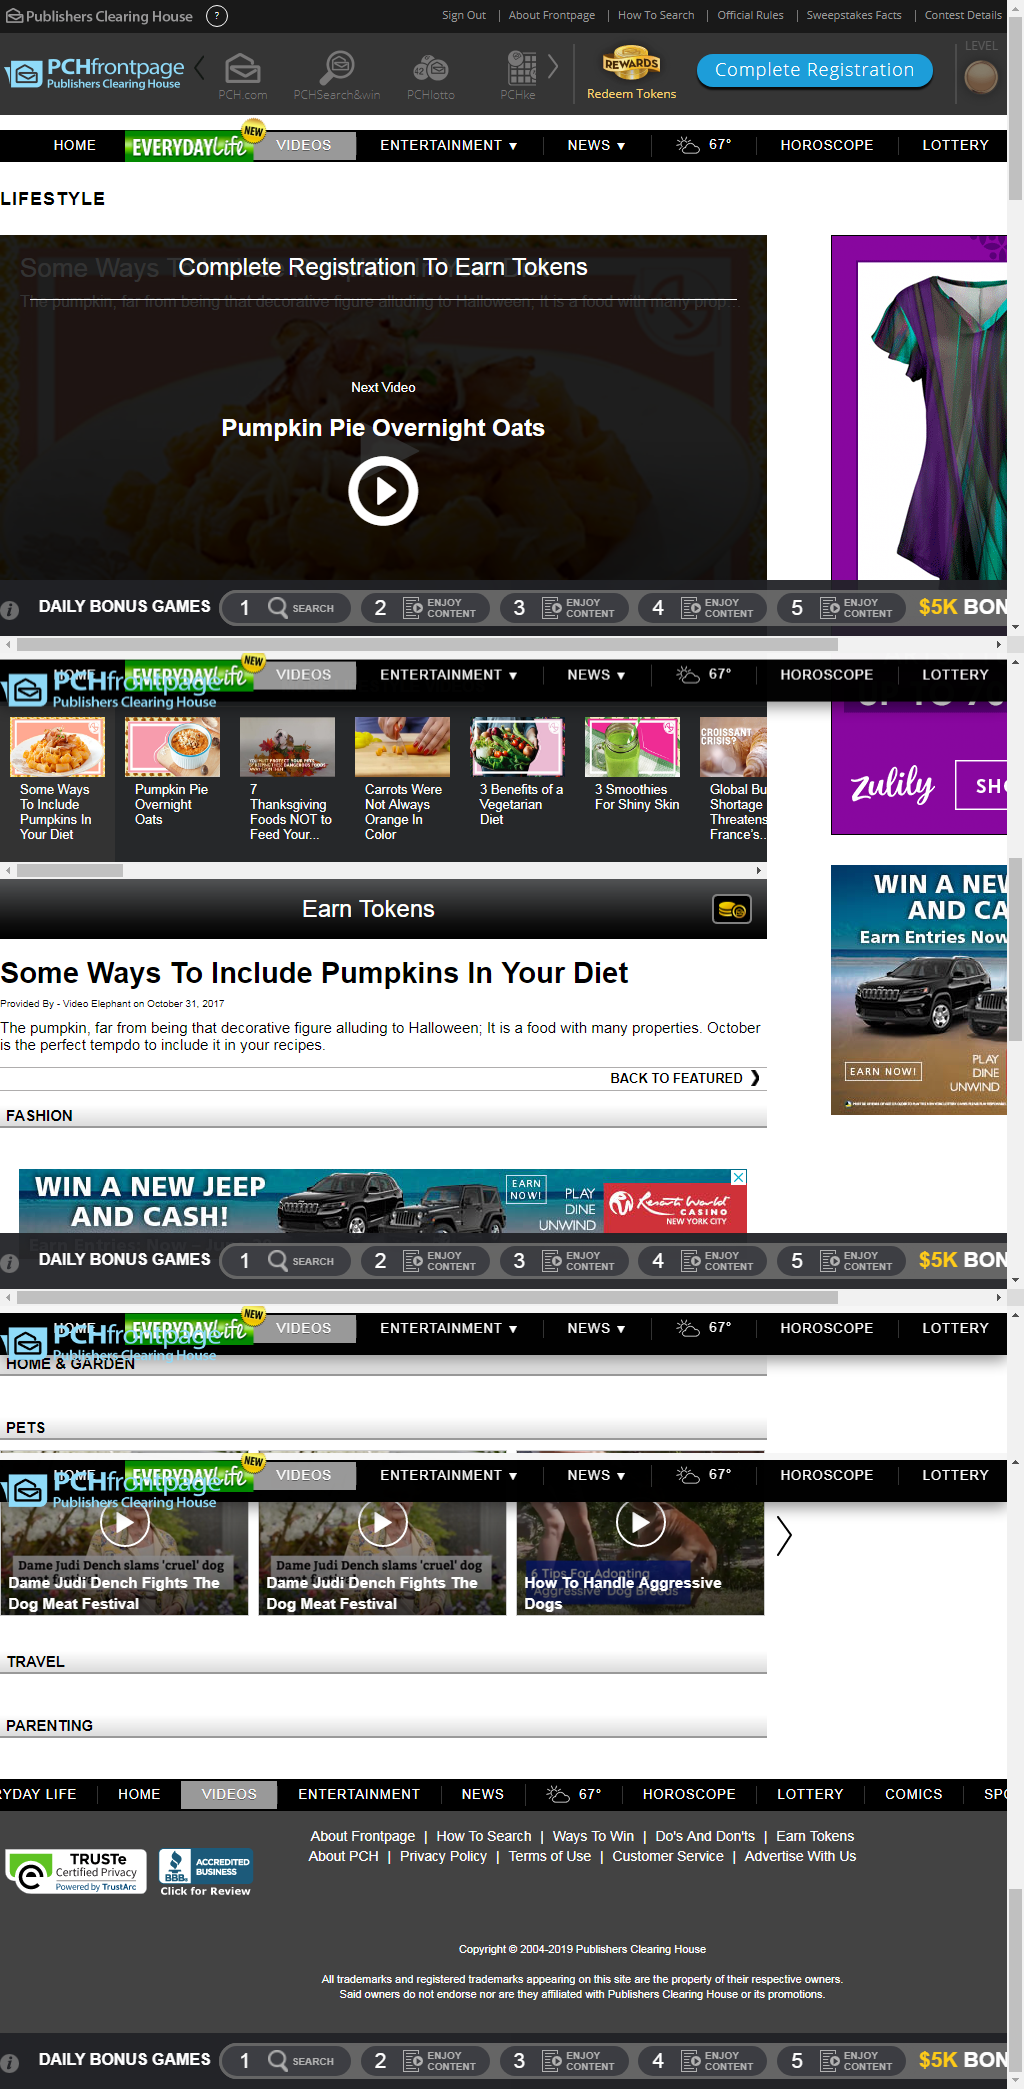 Publishers Clearing House ?
Sign Out | About Frontpage | How To Search | Official Rules | Sweepstakes Facts | Contest Details
PCHfrontpage
Publishers Clearing House
PCH.com PCHSearch&win PCHlotto PCHke
REWARDS
Redeem Tokens
Complete Registration
LEVEL
HOME EVERYDAY Life NEW VIDEOS ENTERTAINMENT ▼ NEWS ▼ 67° HOROSCOPE LOTTERY
LIFESTYLE
Complete Registration To Earn Tokens
The pumpkin, far from being that decorative figure alluding to Halloween; It is a food with many prop...
Next Video
Pumpkin Pie Overnight Oats
DAILY BONUS GAMES 1 SEARCH 2 ENJOY CONTENT 3 ENJOY CONTENT 4 ENJOY CONTENT 5 ENJOY CONTENT $5K BON
HOME EVERYDAY Life NEW VIDEOS ENTERTAINMENT ▼ NEWS ▼ 67° HOROSCOPE LOTTERY
PCHfrontpage
Publishers Clearing House
CROISSANT
CRISIS?
Some Ways To Include Pumpkins In Your Diet
Pumpkin Pie Overnight Oats
7 Thanksgiving Foods NOT to Feed Your...
Carrots Were Not Always Orange In Color
3 Benefits of a Vegetarian Diet
3 Smoothies For Shiny Skin
Global Bu Shortage Threatens France's..
zulily SHO
Earn Tokens
WIN A NEW
AND CA
Earn Entries Now
EARN NOW!
PLAY
DINE
UNWIND
Some Ways To Include Pumpkins In Your Diet
Provided By - Video Elephant on October 31, 2017
The pumpkin, far from being that decorative figure alluding to Halloween; It is a food with many properties. October
is the perfect tempdo to include it in your recipes.
BACK TO FEATURED ❯
FASHION
WIN A NEW JEEP
AND CASH!
EARN NOW!
PLAY
DINE
UNWIND
Resorts World
CASINO
NEW YORK CITY
DAILY BONUS GAMES 1 SEARCH 2 ENJOY CONTENT 3 ENJOY CONTENT 4 ENJOY CONTENT 5 ENJOY CONTENT $5K BON
HOME EVERYDAY Life NEW VIDEOS ENTERTAINMENT ▼ NEWS ▼ 67° HOROSCOPE LOTTERY
PCHfrontpage
Publishers Clearing House
HOME & GARDEN
PETS
HOME EVERYDAY Life NEW VIDEOS ENTERTAINMENT ▼ NEWS ▼ 67° HOROSCOPE LOTTERY
PCHfrontpage
Publishers Clearing House
Dame Judi Dench slams 'cruel' dog
Dame Judi Dench Fights The
Dog Meat Festival
Dame Judi Dench slams 'cruel' dog
Dame Judi Dench Fights The
Dog Meat Festival
6 Tips For Adopting
Aggressive Dog Breeds
How To Handle Aggressive
Dogs
TRAVEL
PARENTING
RYDAY LIFE HOME VIDEOS ENTERTAINMENT NEWS 67° HOROSCOPE LOTTERY COMICS SPO
About Frontpage | How To Search | Ways To Win | Do's And Don'ts | Earn Tokens
About PCH | Privacy Policy | Terms of Use | Customer Service | Advertise With Us
TRUSTe
Certified Privacy
Powered by TrustArc
BBB
ACCREDITED
BUSINESS
Click for Review
Copyright © 2004-2019 Publishers Clearing House
All trademarks and registered trademarks appearing on this site are the property of their respective owners.
Said owners do not endorse nor are they affiliated with Publishers Clearing House or its promotions.
DAILY BONUS GAMES 1 SEARCH 2 ENJOY CONTENT 3 ENJOY CONTENT 4 ENJOY CONTENT 5 ENJOY CONTENT $5K BON